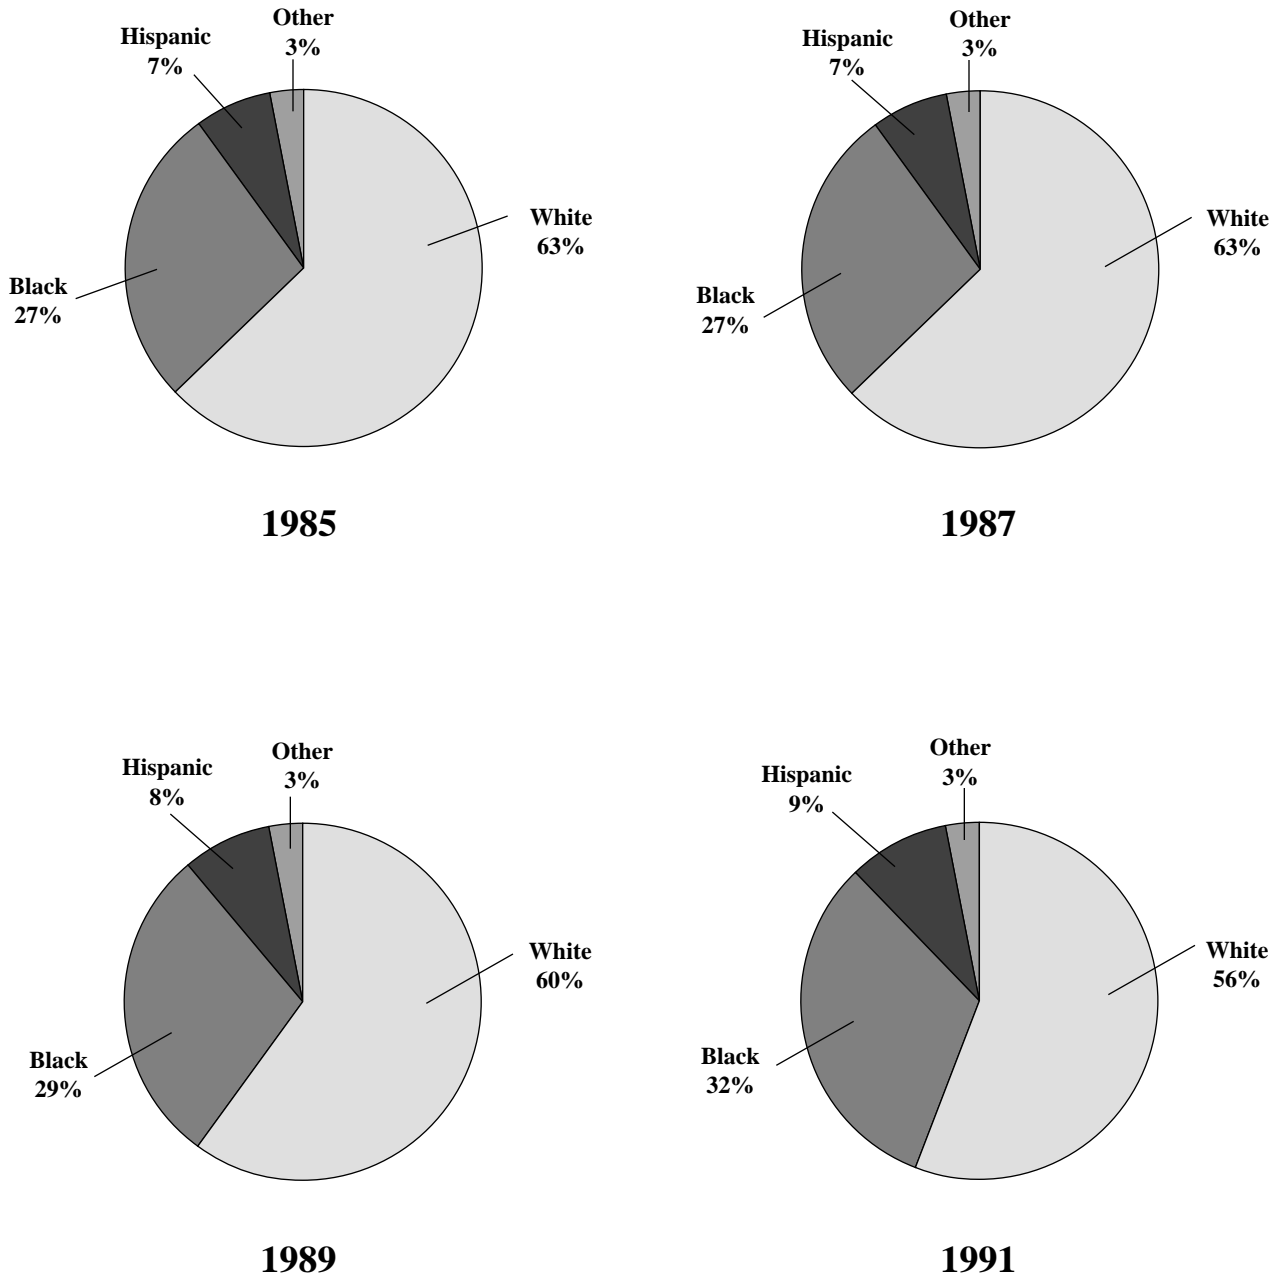 Other
3%
Hispanic
7%
White
63%
Black
27%
1985
Other
3%
Hispanic
7%
White
63%
Black
27%
1987
Other
3%
Hispanic
8%
White
60%
Black
29%
1989
Other
3%
Hispanic
9%
White
56%
Black
32%
1991